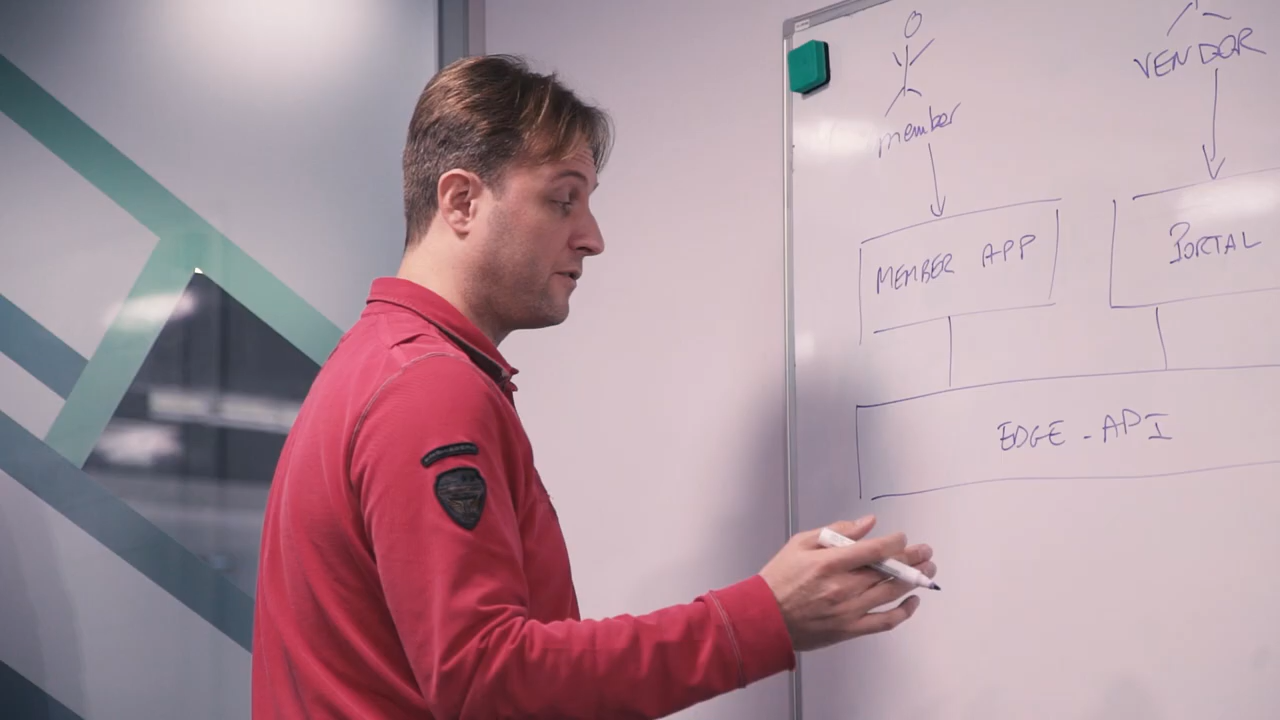 member
VENDOR
MEMBER APP
PORTAL
EDGE-API